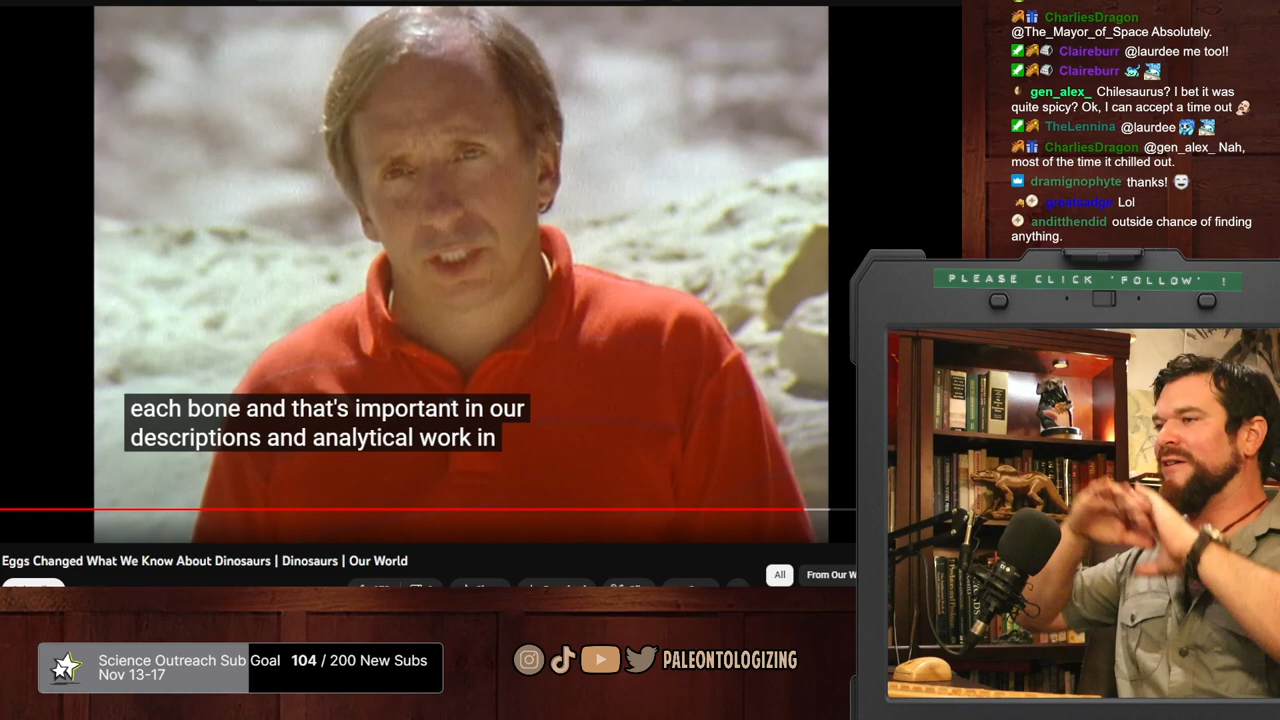 CharliesDragon
@The_Mayor_of_Space Absolutely.
Claireburr @laurdee me too!!
Claireburr
gen_alex_ Chilesaurus? I bet it was
quite spicy? Ok, I can accept a time out
TheLennina @laurdee
CharliesDragon @gen_alex_ Nah,
most of the time it chilled out.
dramignophyte thanks!
greatsadge Lol
anditthendid outside chance of finding
anything.
PLEASE CLICK 'FOLLOW' !
each bone and that's important in our
descriptions and analytical work in
Eggs Changed What We Know About Dinosaurs | Dinosaurs | Our World
All
From Our W
Science Outreach Sub Goal 104 / 200 New Subs
Nov 13-17
PALEONTOLOGIZING